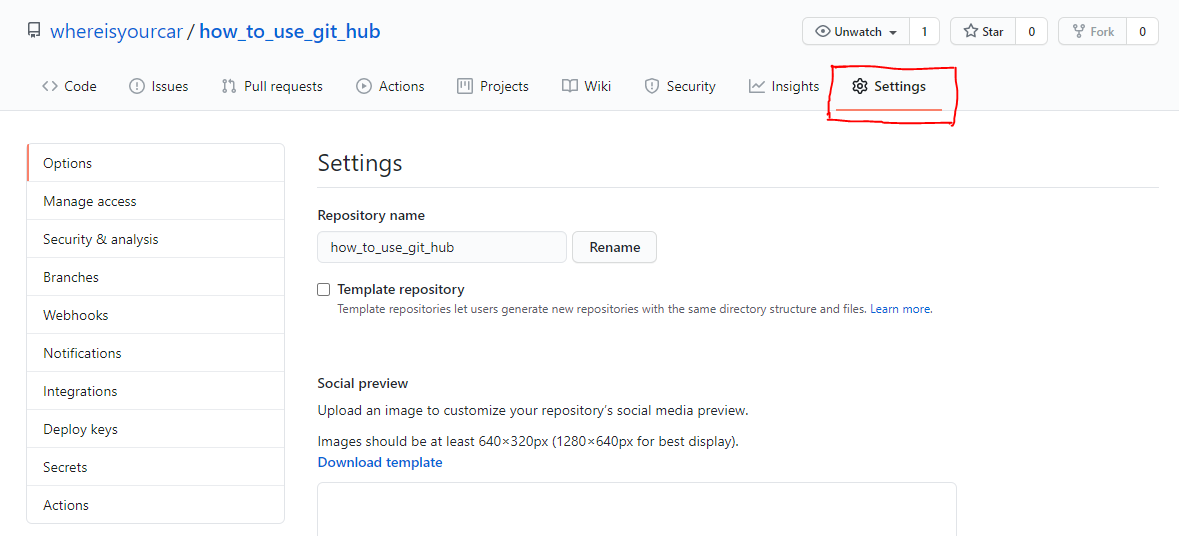 whereisyourcar / how_to_use_git_hub
Unwatch 1 Star 0 Fork 0
Code Issues Pull requests Actions Projects Wiki Security Insights Settings
Options
Manage access
Security & analysis
Branches
Webhooks
Notifications
Integrations
Deploy keys
Secrets
Actions
Settings
Repository name
how_to_use_git_hub Rename
Template repository
Template repositories let users generate new repositories with the same directory structure and files. Learn more.
Social preview
Upload an image to customize your repository's social media preview.
Images should be at least 640×320px (1280×640px for best display).
Download template